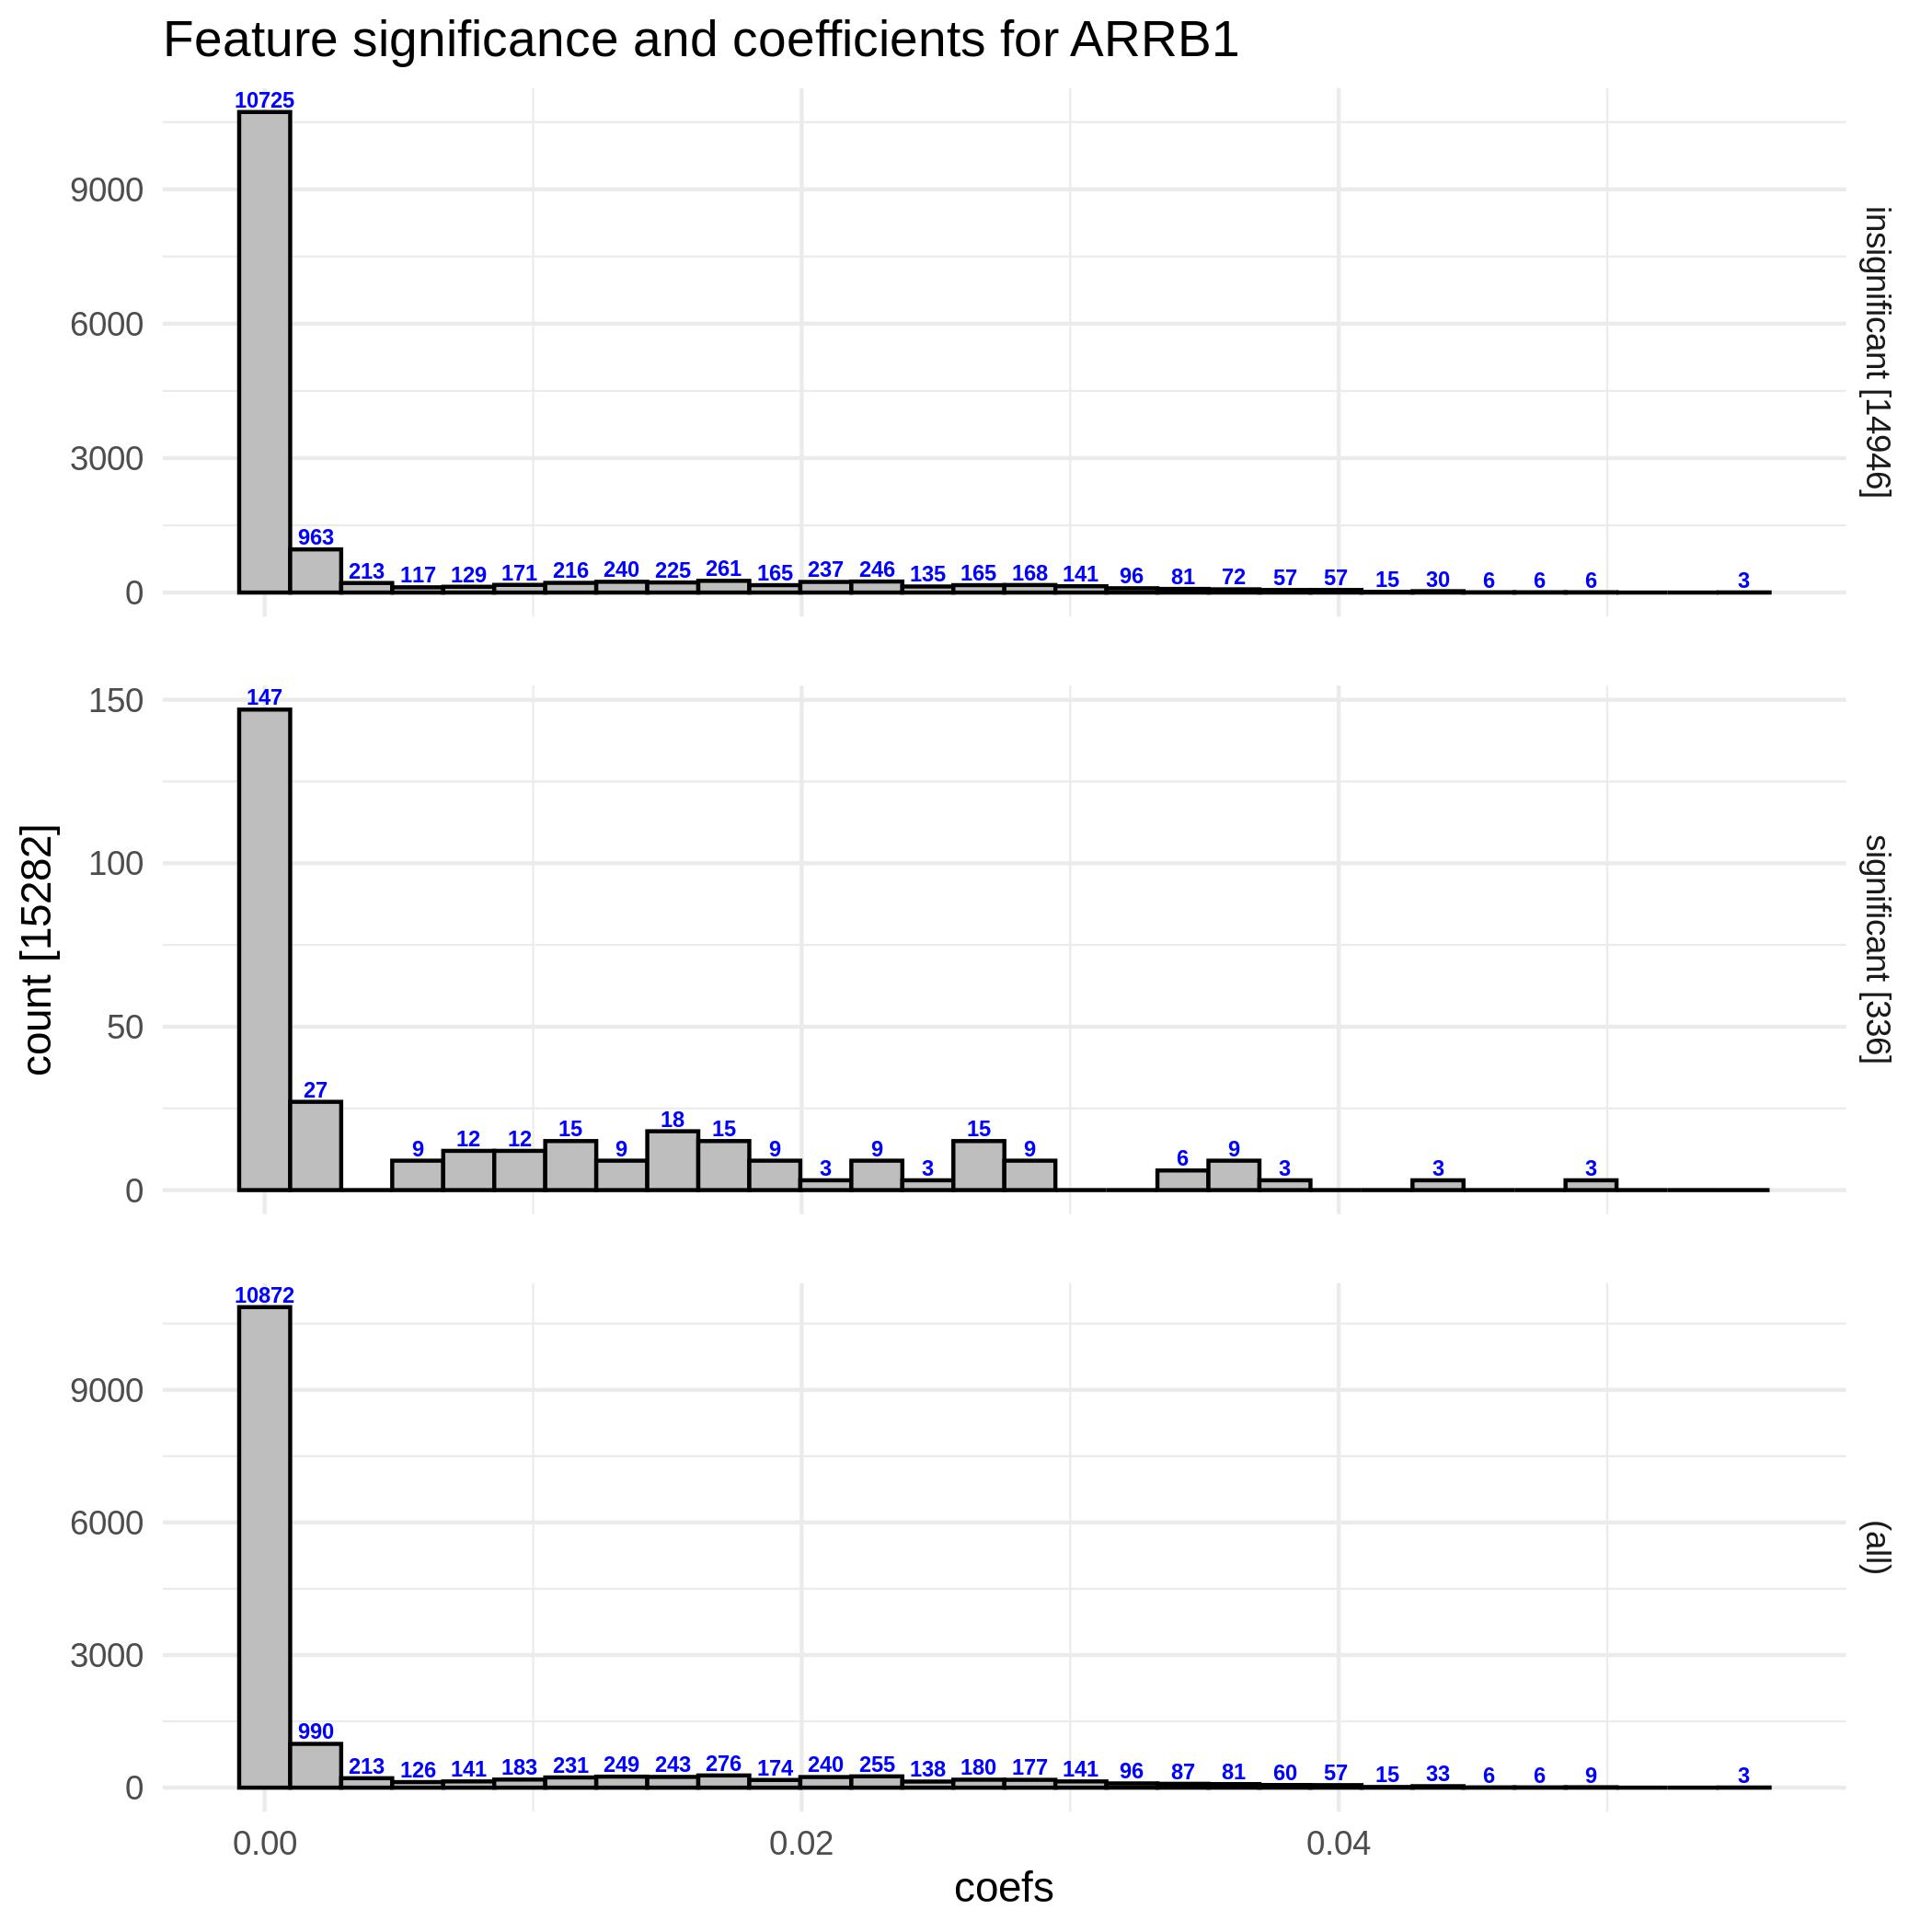 Feature significance and coefficients for ARRB1
10725
9000
6000
3000
0
963 213 117 129 171 216 240 225 261 165 237 246 135 165 168 141 96 81 72 57 57 15 30 6 6 6 3
insignificant [14946]
count [15282]
150
100
50
0
147 27 9 12 12 15 9 18 15 9 3 9 3 15 9 6 9 3 3 3
significant [336]
10872
9000
6000
3000
0
990 213 126 141 183 231 249 243 276 174 240 255 138 180 177 141 96 87 81 60 57 15 33 6 6 9 3
(all)
0.00 0.02 0.04
coefs